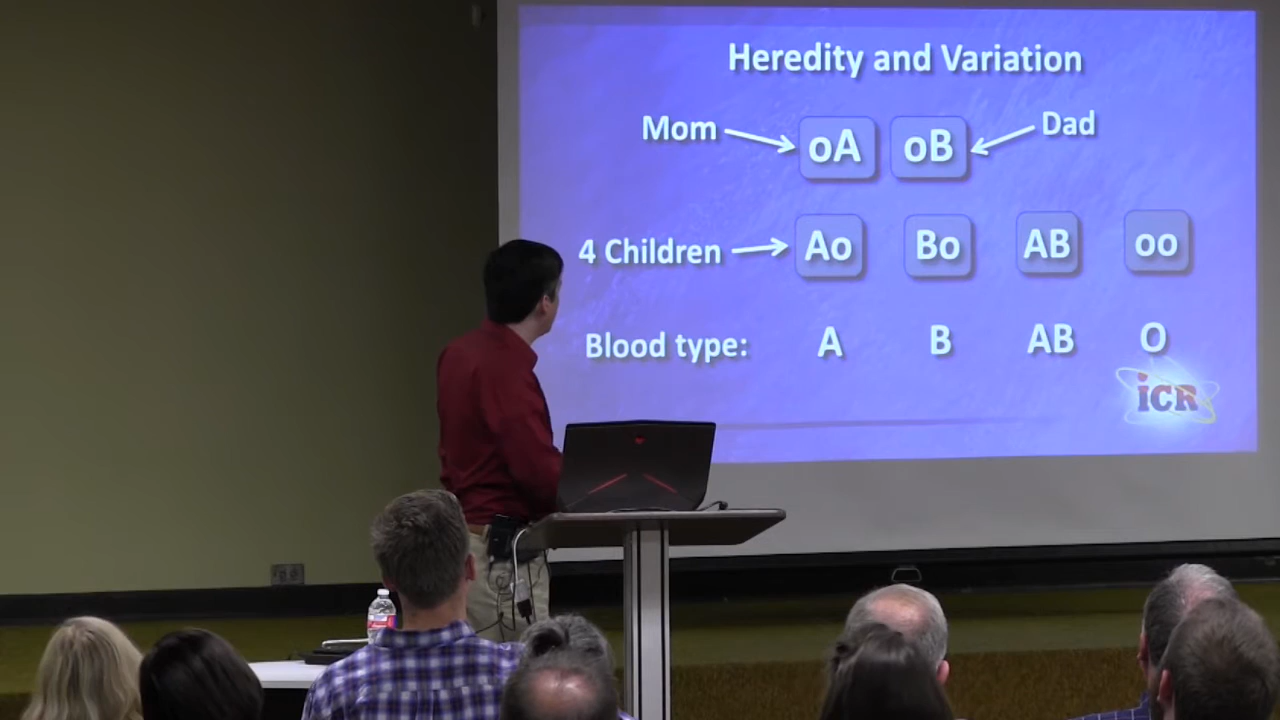 Heredity and Variation
Mom oA oB Dad
4 Children Ao Bo AB oo
Blood type: A B AB O
iCR